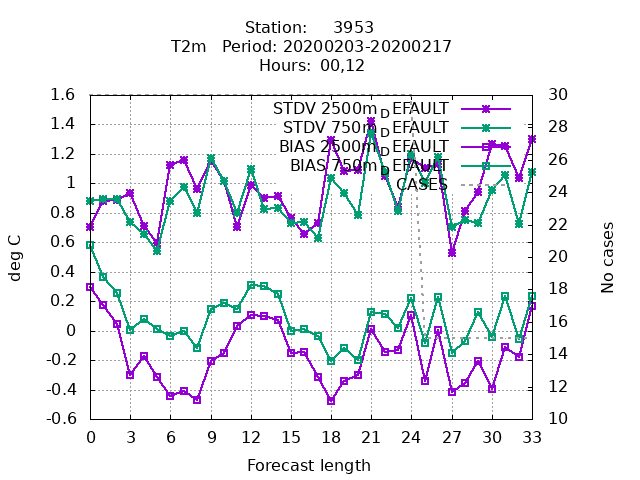 Station: 3953
T2m Period: 20200203-20200217
Hours: 00,12
1.6
1.4
1.2
1
0.8
0.6
0.4
0.2
0
-0.2
-0.4
-0.6
30
28
26
24
22
20
18
16
14
12
10
STDV 2500m_DEFAULT
STDV 750m_DEFAULT
BIAS 2500m_DEFAULT
BIAS 750m_DEFAULT
CASES
deg C
No cases
0 3 6 9 12 15 18 21 24 27 30 33
Forecast length